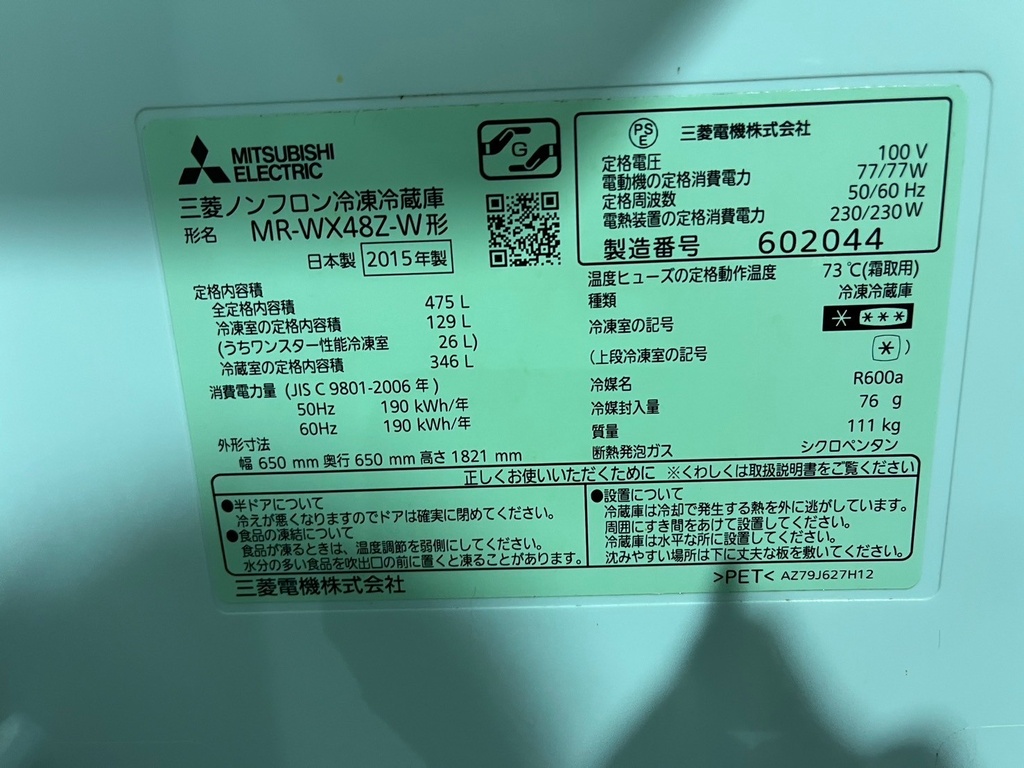 MITSUBISHI
ELECTRIC
G
三菱ノンフロン冷凍冷蔵庫
形名 MR-WX48Z-W形
日本製 2015年製
定格内容積
全定格内容積 475 L
冷凍室の定格内容積 129 L
(うちワンスター性能冷凍室 26 L)
冷蔵室の定格内容積 346 L
消費電力量 (JIS C 9801-2006年)
50Hz 190 kWh/年
60Hz 190 kWh/年
外形寸法
幅 650 mm 奥行 650 mm 高さ 1821 mm
PSE 三菱電機株式会社
定格電圧 100 V
電動機の定格消費電力 77/77W
定格周波数 50/60 Hz
電熱装置の定格消費電力 230/230W
製造番号 602044
温度ヒューズの定格動作温度 73℃(霜取用)
種類 冷凍冷蔵庫
冷凍室の記号 * ***
(上段冷凍室の記号 * )
冷媒名 R600a
冷媒封入量 76 g
質量 111 kg
断熱発泡ガス シクロペンタン
正しくお使いいただくために ※くわしくは取扱説明書をご覧ください
●半ドアについて
冷えが悪くなりますのでドアは確実に閉めてください。
●食品の凍結について
食品が凍るときは、温度調節を弱側にしてください。
水分の多い食品を吹出口の前に置くと凍ることがあります。
●設置について
冷蔵庫は冷却で発生する熱を外に逃がしています。
周囲にすき間をあけて設置してください。
冷蔵庫は水平な所に設置してください。
沈みやすい場所は下に丈夫な板を敷いてください。
三菱電機株式会社
>PET< AZ79J627H12